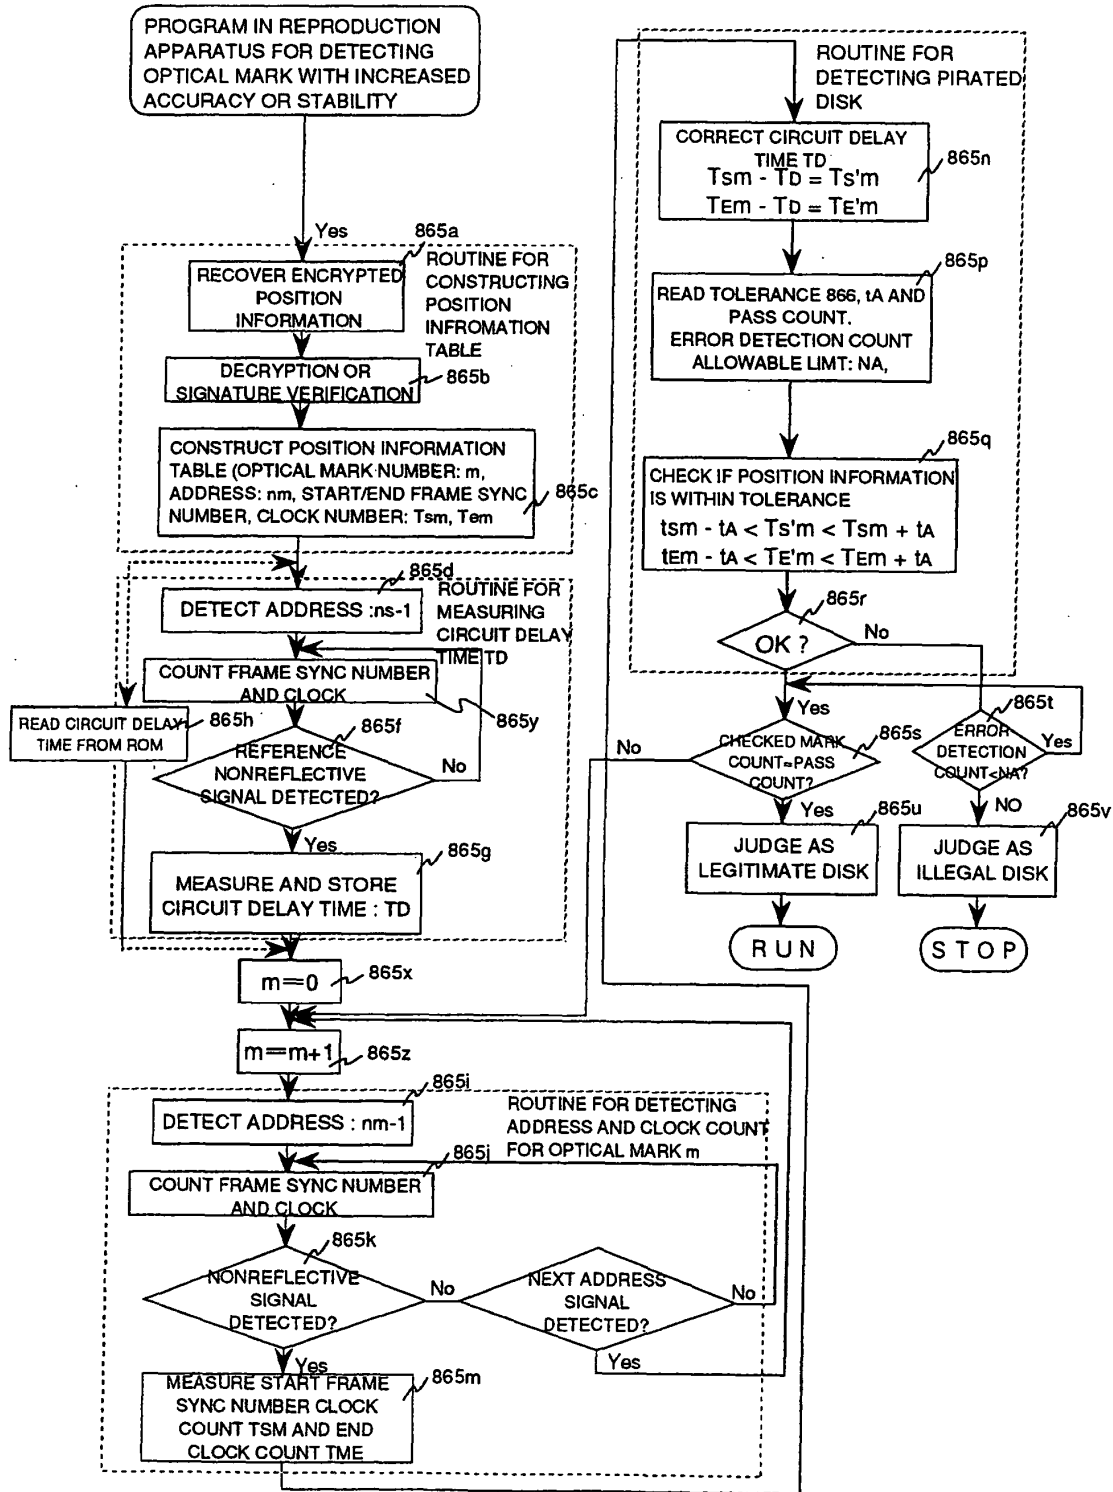 PROGRAM IN REPRODUCTION
APPARATUS FOR DETECTING
OPTICAL MARK WITH INCREASED
ACCURACY OR STABILITY
Yes
865a
RECOVER ENCRYPTED
POSITION
INFORMATION
ROUTINE FOR
CONSTRUCTING
POSITION
INFROMATION
TABLE
DECRYPTION OR
SIGNATURE VERIFICATION
865b
CONSTRUCT POSITION INFORMATION
TABLE (OPTICAL MARK NUMBER: m,
ADDRESS: nm, START/END FRAME SYNC
NUMBER, CLOCK NUMBER: Tsm, Tem
865c
865d
DETECT ADDRESS :ns-1
ROUTINE FOR
MEASURING
CIRCUIT DELAY
TIME TD
COUNT FRAME SYNC NUMBER
AND CLOCK
865y
READ CIRCUIT DELAY
TIME FROM ROM
865h
865f
REFERENCE
NONREFLECTIVE
SIGNAL DETECTED?
No
Yes
865g
MEASURE AND STORE
CIRCUIT DELAY TIME : TD
m=0
865x
m=m+1
865z
865i
DETECT ADDRESS : nm-1
ROUTINE FOR DETECTING
ADDRESS AND CLOCK COUNT
FOR OPTICAL MARK m
865j
COUNT FRAME SYNC NUMBER
AND CLOCK
865k
NONREFLECTIVE
SIGNAL
DETECTED?
No
NEXT ADDRESS
SIGNAL
DETECTED?
No
Yes
Yes
MEASURE START FRAME
SYNC NUMBER CLOCK
COUNT TSM AND END
CLOCK COUNT TME
865m
ROUTINE FOR
DETECTING PIRATED
DISK
CORRECT CIRCUIT DELAY
TIME TD
Tsm - TD = Ts'm
TEm - TD = TE'm
865n
865p
READ TOLERANCE 866, tA AND
PASS COUNT.
ERROR DETECTION COUNT
ALLOWABLE LIMT: NA,
865q
CHECK IF POSITION INFORMATION
IS WITHIN TOLERANCE
tsm - tA < Ts'm < Tsm + tA
tEm - tA < TE'm < TEm + tA
865r
OK ?
No
Yes
No
CHECKED MARK
COUNT=PASS
COUNT?
865s
865t
ERROR
DETECTION
COUNT<NA?
Yes
Yes
865u
NO
865v
JUDGE AS
LEGITIMATE DISK
JUDGE AS
ILLEGAL DISK
RUN
STOP